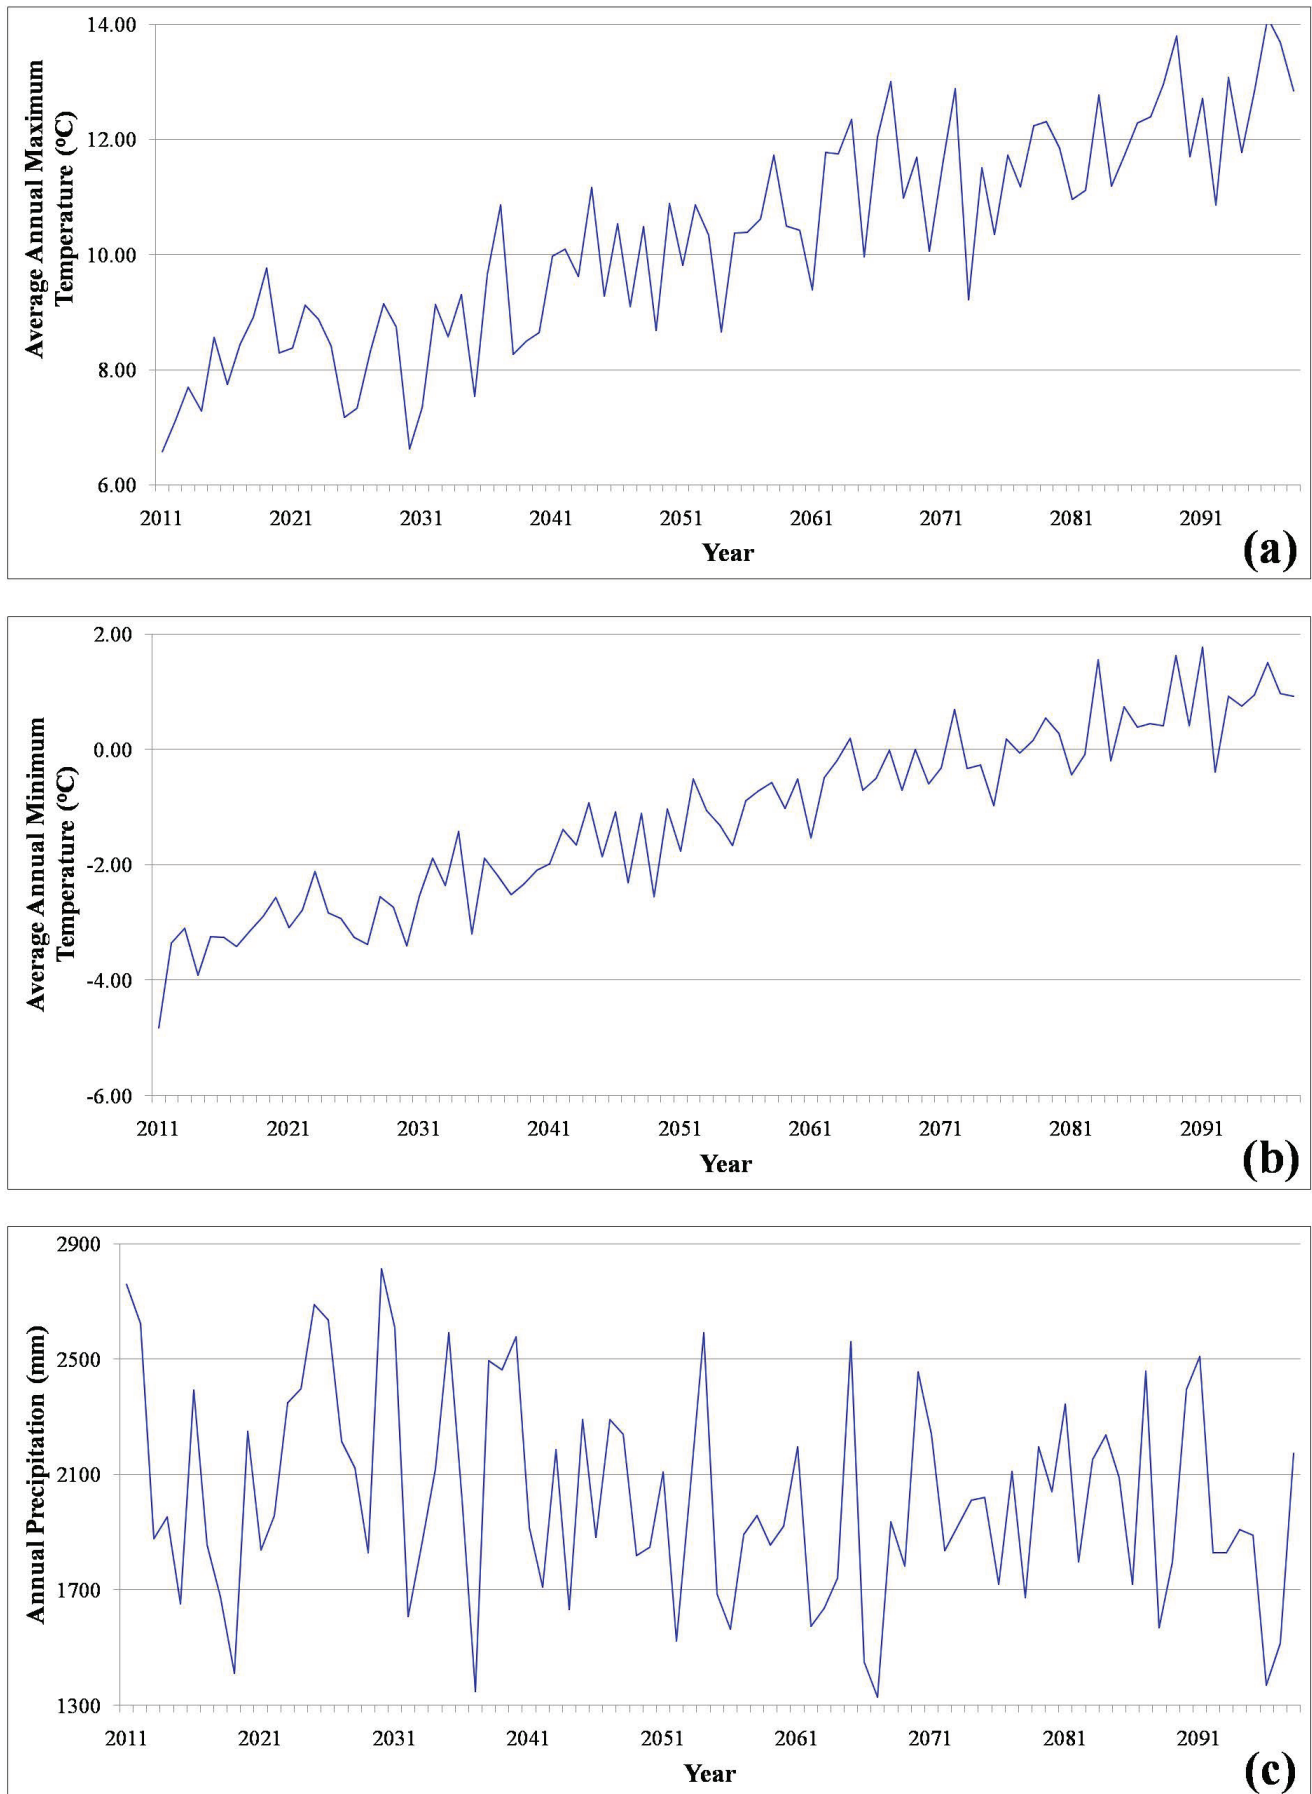 14.00
12.00
10.00
8.00
6.00
Average Annual Maximum
Temperature (ºC)
2011 2021 2031 2041 2051 2061 2071 2081 2091
Year
(a)
2.00
0.00
-2.00
-4.00
-6.00
Average Annual Minimum
Temperature (ºC)
2011 2021 2031 2041 2051 2061 2071 2081 2091
Year
(b)
2900
2500
2100
1700
1300
Annual Precipitation (mm)
2011 2021 2031 2041 2051 2061 2071 2081 2091
Year
(c)